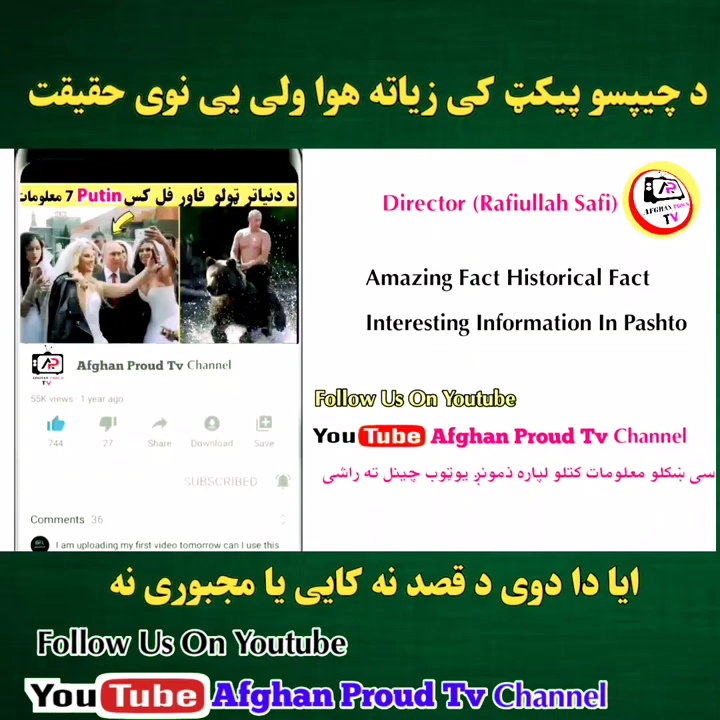 د چیپسو پیکټ کی زیاته هوا ولی یی نوی حقیقت
د دنیاتر ټولو فاور فل کس Putin 7 معلومات
Afghan Proud Tv Channel
55K views · 1 year ago
744
27
Share
Download
Save
SUBSCRIBED
Comments 36
I am uploading my first video tomorrow can I use this
Director (Rafiullah Safi)
AFGHAN PROUD
TV
Amazing Fact Historical Fact
Interesting Information In Pashto
Follow Us On Youtube
YouTube Afghan Proud Tv Channel
سی ښکلو معلومات کتلو لپاره ذمونږ یوټوب چینل ته راشی
ایا دا دوی د قصد نه کایی یا مجبوری نه
Follow Us On Youtube
YouTube Afghan Proud Tv Channel